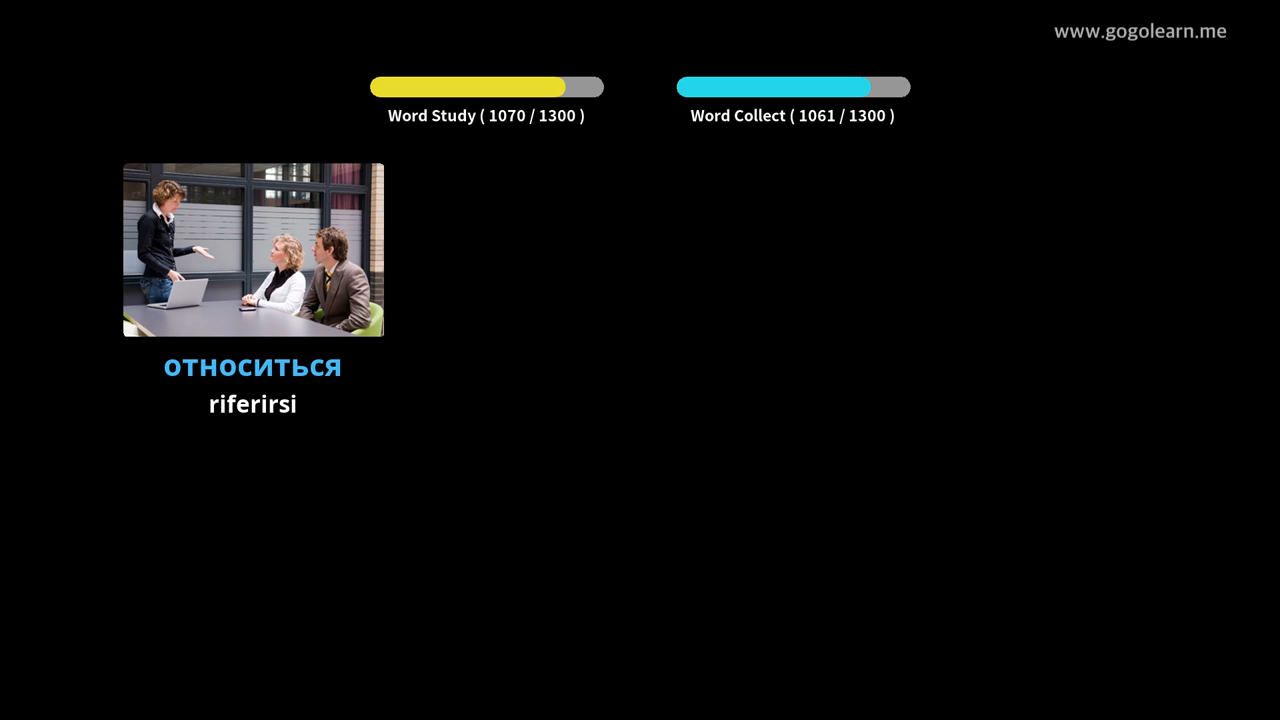 www.gogolearn.me
Word Study ( 1070 / 1300 )
Word Collect ( 1061 / 1300 )
относиться
riferirsi